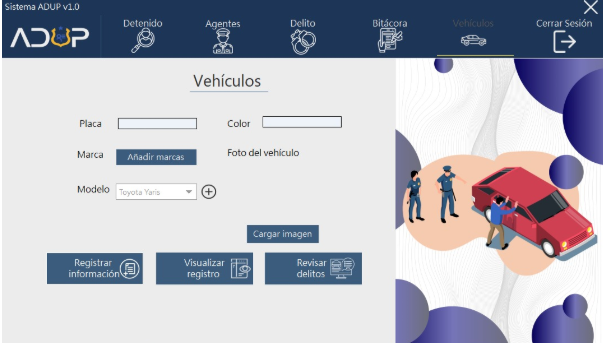 Sistema ADUP v1.0
ADUP
Detenido
Agentes
Delito
Bitácora
Vehículos
Cerrar Sesión
Vehículos
Placa
Color
Marca
Añadir marcas
Foto del vehículo
Modelo
Toyota Yaris
Cargar imagen
Registrar
información
Visualizar
registro
Revisar
delitos